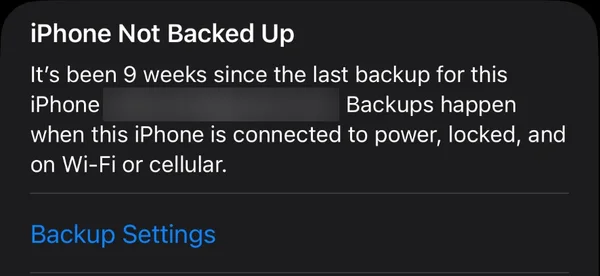 iPhone Not Backed Up
It's been 9 weeks since the last backup for this
iPhone Backups happen
when this iPhone is connected to power, locked, and
on Wi-Fi or cellular.
Backup Settings